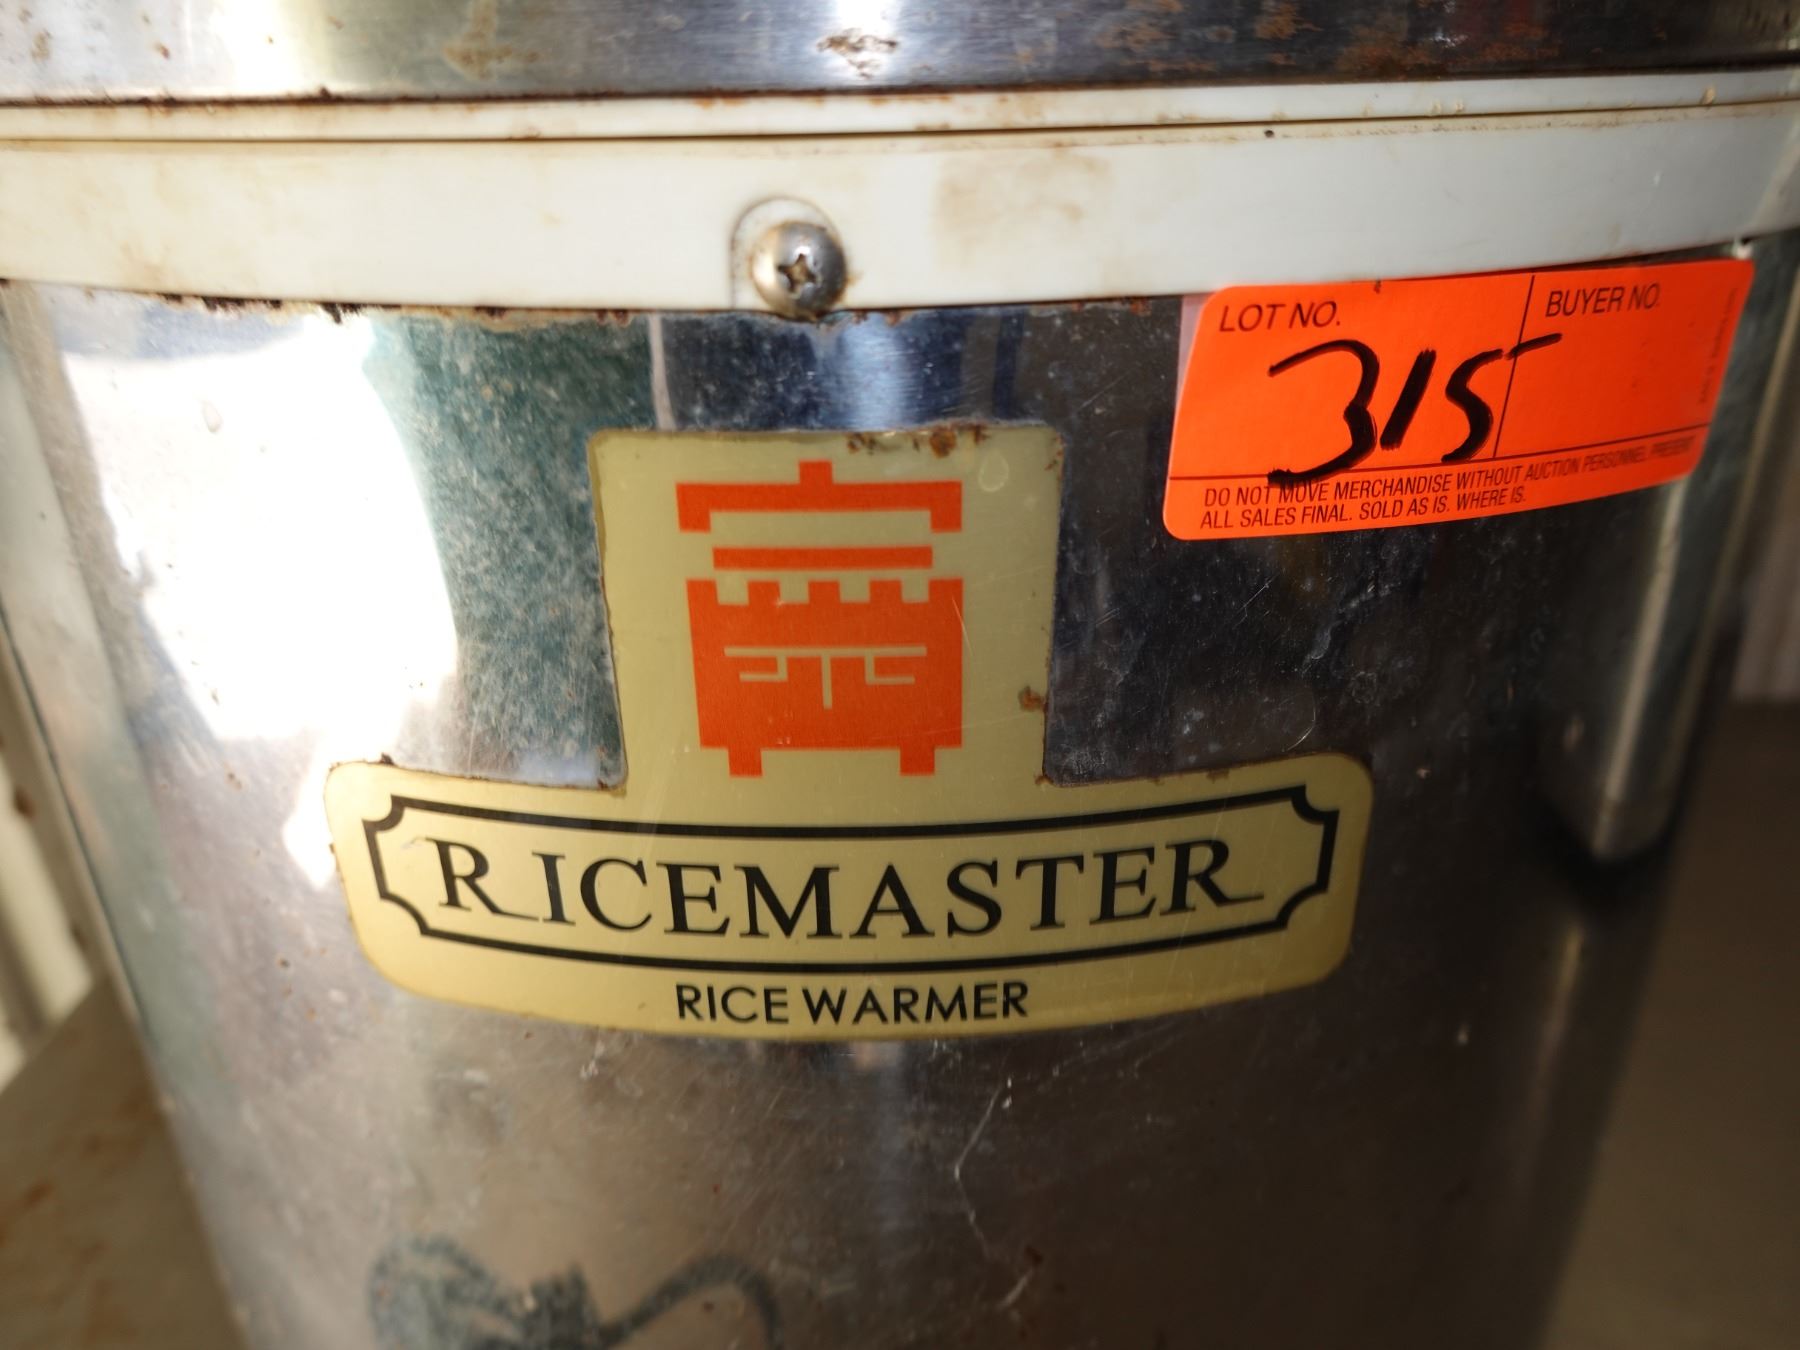 LOT NO. BUYER NO.
315
DO NOT MOVE MERCHANDISE WITHOUT AUCTION PERSONNEL PRESENT
ALL SALES FINAL. SOLD AS IS. WHERE IS.
RICEMASTER
RICE WARMER